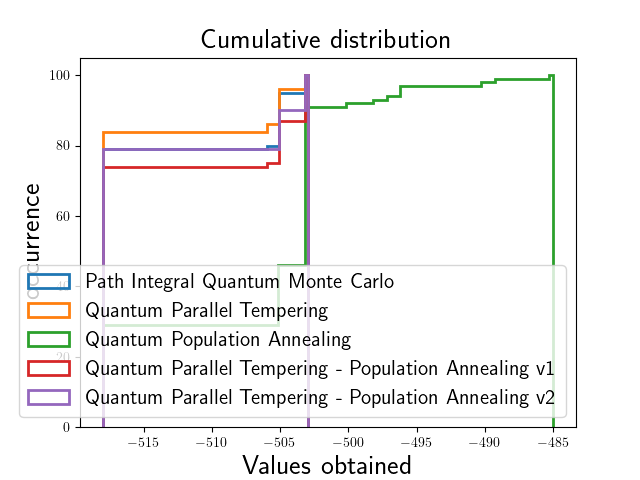 Cumulative distribution
100
80
60
40
20
0
occurrence
Path Integral Quantum Monte Carlo
Quantum Parallel Tempering
Quantum Population Annealing
Quantum Parallel Tempering - Population Annealing v1
Quantum Parallel Tempering - Population Annealing v2
−515 −510 −505 −500 −495 −490 −485
Values obtained